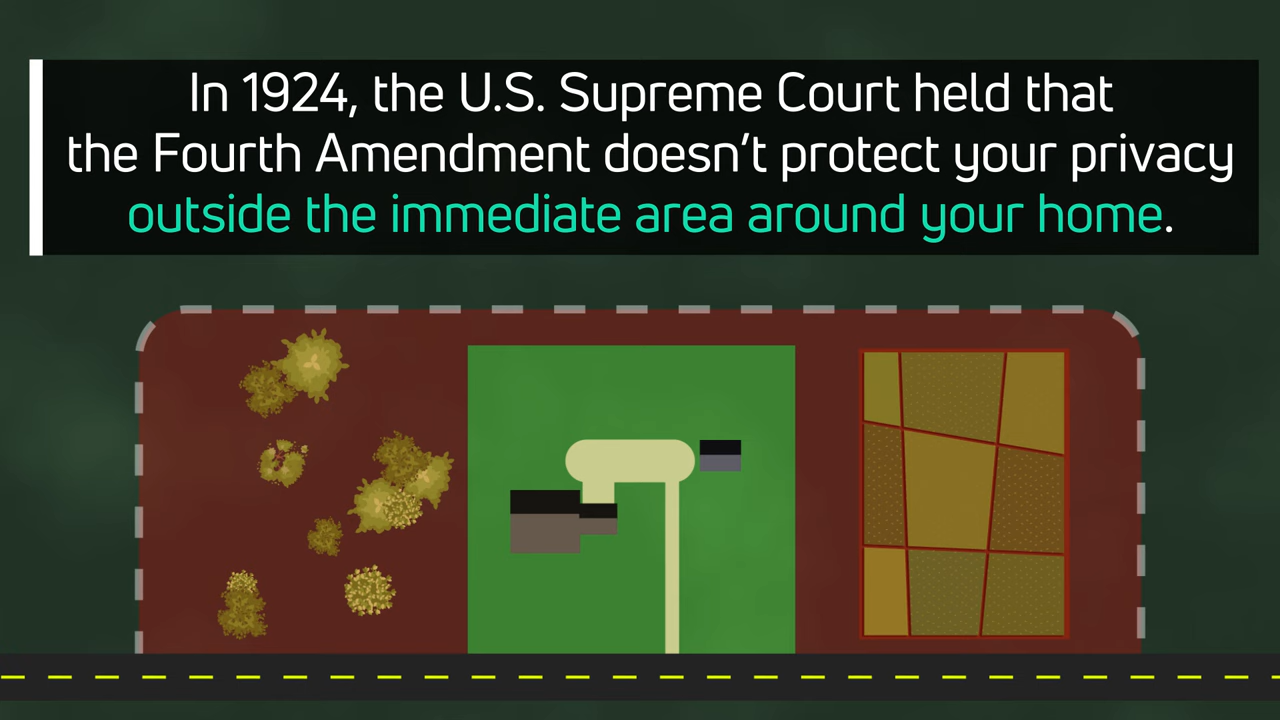 In 1924, the U.S. Supreme Court held that
the Fourth Amendment doesn’t protect your privacy
outside the immediate area around your home.